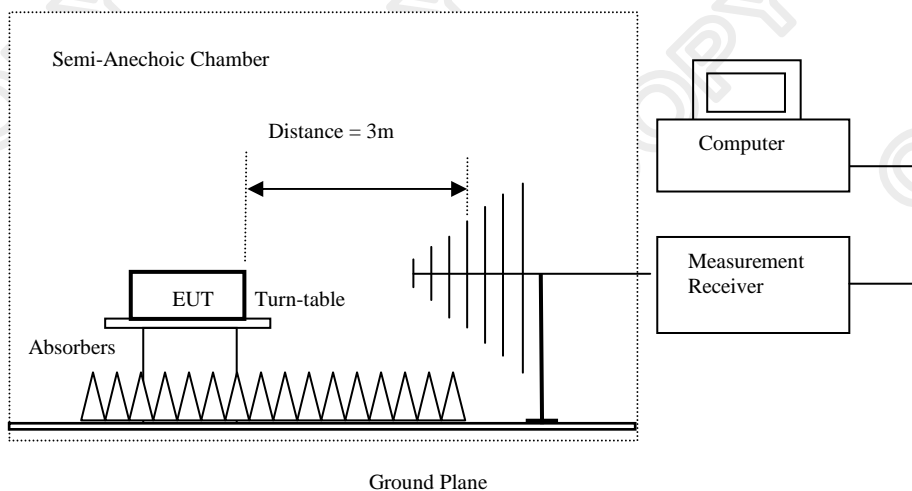 Semi-Anechoic Chamber
Distance = 3m
Computer
Measurement
Receiver
EUT
Turn-table
Absorbers
Ground Plane